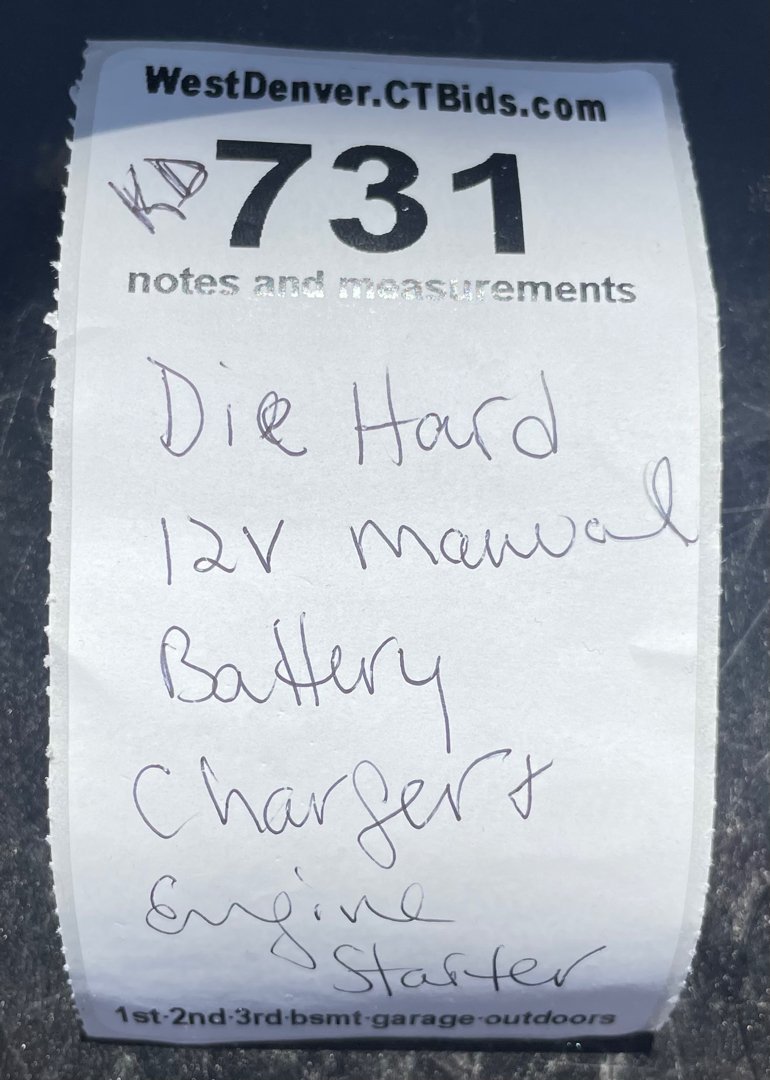 WestDenver.CTBids.com
KD 731
notes and measurements
Die Hard
12V Manual
Battery
Charger +
Engine
Starter
1st-2nd-3rd-bsmt-garage-outdoors